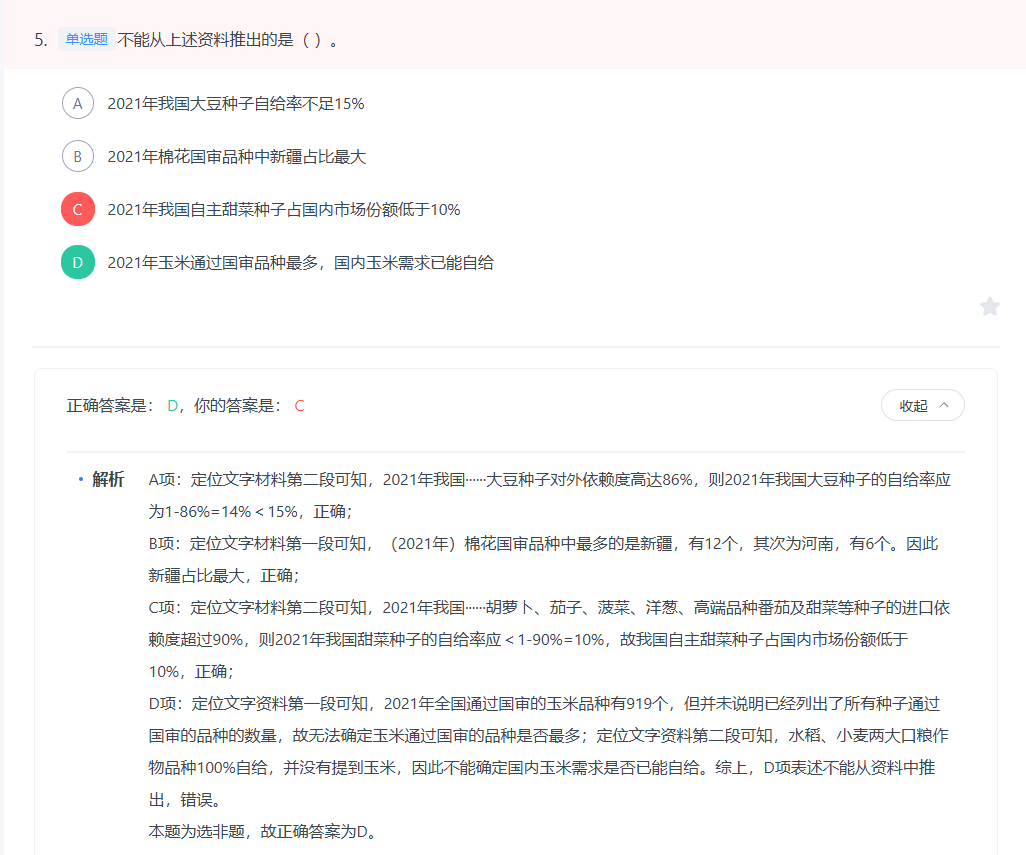 5. 单选题 不能从上述资料推出的是（ ）。
A 2021年我国大豆种子自给率不足15%
B 2021年棉花国审品种中新疆占比最大
C 2021年我国自主甜菜种子占国内市场份额低于10%
D 2021年玉米通过国审品种最多，国内玉米需求已能自给
正确答案是： D，你的答案是： C
收起
• 解析 A项：定位文字材料第二段可知，2021年我国······大豆种子对外依赖度高达86%，则2021年我国大豆种子的自给率应
为1-86%=14%＜15%，正确；
B项：定位文字材料第一段可知，（2021年）棉花国审品种中最多的是新疆，有12个，其次为河南，有6个。因此
新疆占比最大，正确；
C项：定位文字材料第二段可知，2021年我国······胡萝卜、茄子、菠菜、洋葱、高端品种番茄及甜菜等种子的进口依
赖度超过90%，则2021年我国甜菜种子的自给率应＜1-90%=10%，故我国自主甜菜种子占国内市场份额低于
10%，正确；
D项：定位文字资料第一段可知，2021年全国通过国审的玉米品种有919个，但并未说明已经列出了所有种子通过
国审的品种的数量，故无法确定玉米通过国审的品种是否最多；定位文字资料第二段可知，水稻、小麦两大口粮作
物品种100%自给，并没有提到玉米，因此不能确定国内玉米需求是否已能自给。综上，D项表述不能从资料中推
出，错误。
本题为选非题，故正确答案为D。